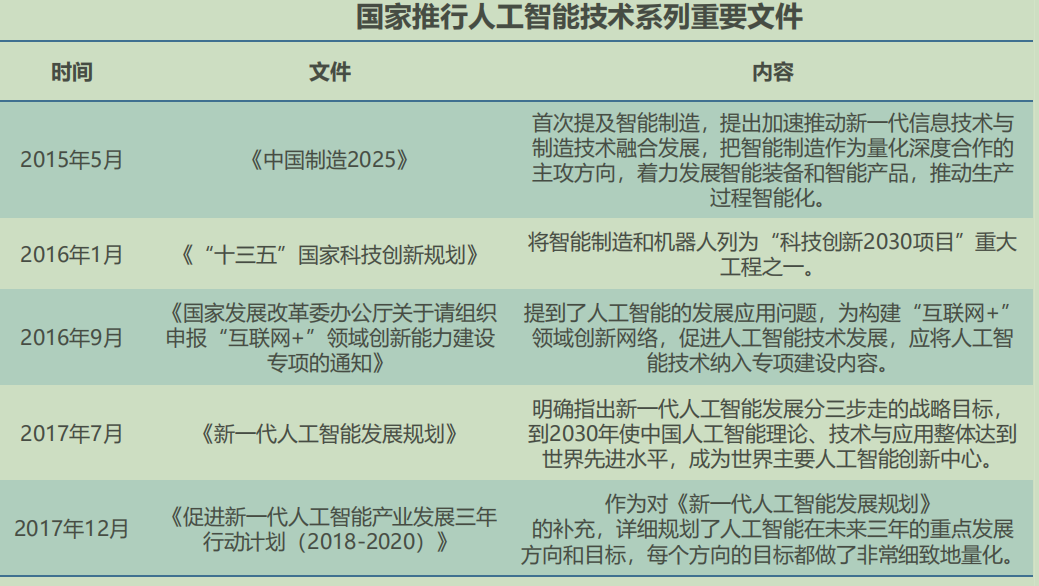 国家推行人工智能技术系列重要文件
时间 文件 内容
2015年5月
《中国制造2025》
首次提及智能制造，提出加速推动新一代信息技术与
制造技术融合发展，把智能制造作为量化深度合作的
主攻方向，着力发展智能装备和智能产品，推动生产
过程智能化。
2016年1月
《“十三五”国家科技创新规划》
将智能制造和机器人列为“科技创新2030项目”重大
工程之一。
2016年9月
《国家发展改革委办公厅关于请组织
申报“互联网+”领域创新能力建设
专项的通知》
提到了人工智能的发展应用问题，为构建“互联网+”
领域创新网络，促进人工智能技术发展，应将人工智
能技术纳入专项建设内容。
2017年7月
《新一代人工智能发展规划》
明确指出新一代人工智能发展分三步走的战略目标，
到2030年使中国人工智能理论、技术与应用整体达到
世界先进水平，成为世界主要人工智能创新中心。
2017年12月
《促进新一代人工智能产业发展三年
行动计划（2018-2020）》
作为对《新一代人工智能发展规划》
的补充，详细规划了人工智能在未来三年的重点发展
方向和目标，每个方向的目标都做了非常细致地量化。